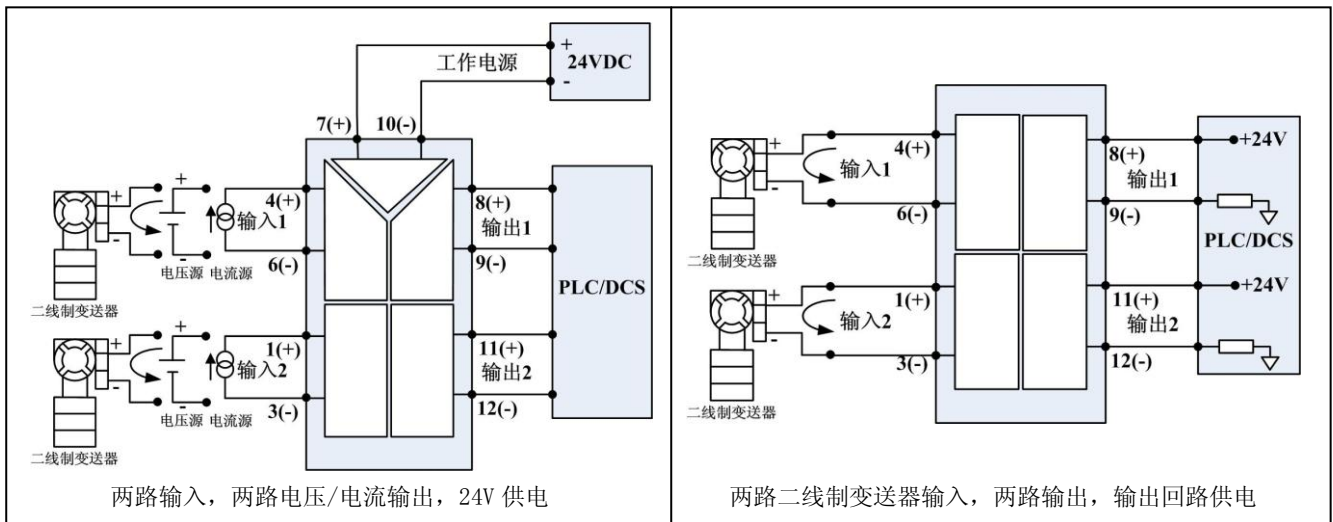 +
24VDC
-
工作电源
7(+)
10(-)
+
-
+
-
4(+)
输入1
6(-)
电压源
电流源
二线制变送器
8(+)
输出1
9(-)
PLC/DCS
+
-
+
-
1(+)
输入2
3(-)
电压源
电流源
二线制变送器
11(+)
输出2
12(-)
两路输入，两路电压/电流输出，24V 供电
+
-
输入1
4(+)
6(-)
二线制变送器
8(+)
输出1
9(-)
+24V
PLC/DCS
+
-
输入2
1(+)
3(-)
二线制变送器
11(+)
输出2
12(-)
+24V
两路二线制变送器输入，两路输出，输出回路供电